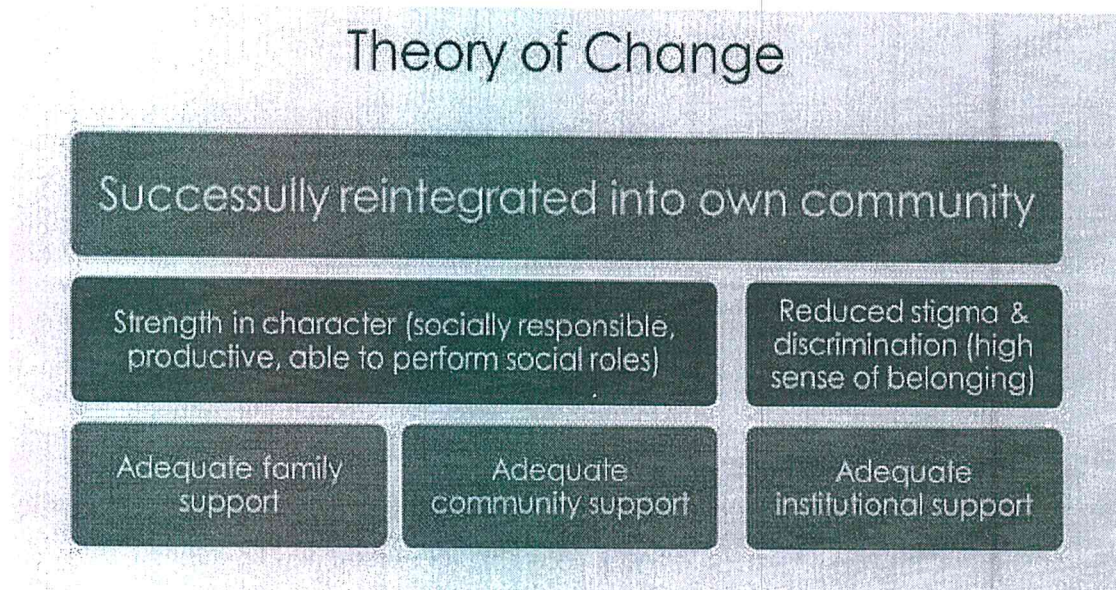 Theory of Change
Successully reintegrated into own community
Strength in character (socially responsible,
productive, able to perform social roles)
Reduced stigma &
discrimination (high
sense of belonging)
Adequate family
support
Adequate
community support
Adequate
institutional support